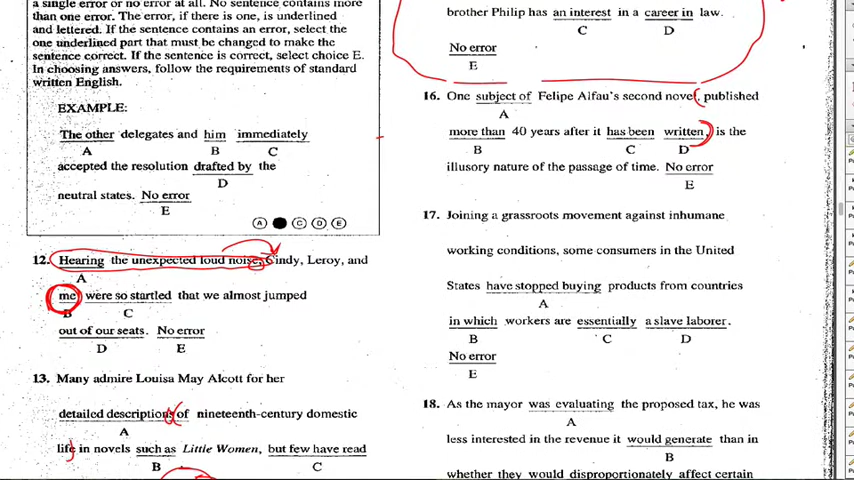 a single error or no error at all. No sentence contains more
than one error. The error, if there is one, is underlined
and lettered. If the sentence contains an error, select the
one underlined part that must be changed to make the
sentence correct. If the sentence is correct, select choice E.
In choosing answers, follow the requirements of standard
written English.
EXAMPLE:
The other delegates and him immediately
A B C
accepted the resolution drafted by the
D
neutral states. No error
E
A C D E
12. Hearing the unexpected loud noise, Cindy, Leroy, and
A
me were so startled that we almost jumped
B C
out of our seats. No error
D E
13. Many admire Louisa May Alcott for her
detailed descriptions of nineteenth-century domestic
A
life in novels such as Little Women, but few have read
B C
brother Philip has an interest in a career in law.
C D
No error
E
16. One subject of Felipe Alfau's second novel, published
A
more than 40 years after it has been written, is the
B C D
illusory nature of the passage of time. No error
E
17. Joining a grassroots movement against inhumane
working conditions, some consumers in the United
States have stopped buying products from countries
A
in which workers are essentially a slave laborer.
B C D
No error
E
18. As the mayor was evaluating the proposed tax, he was
A
less interested in the revenue it would generate than in
B
whether they would disproportionately affect certain